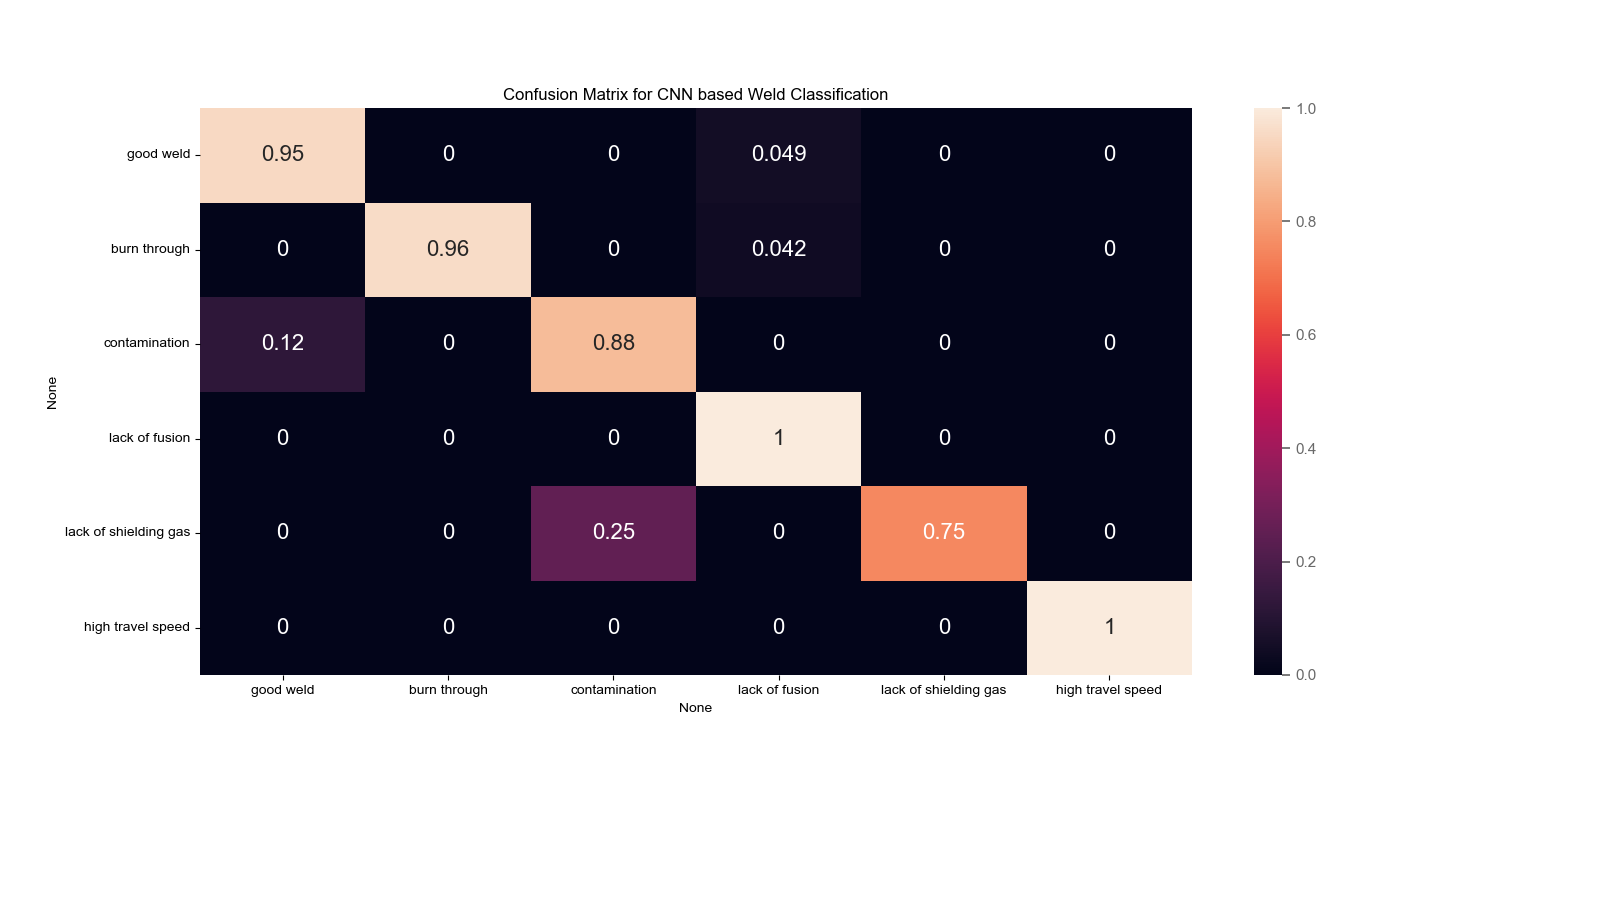 Confusion Matrix for CNN based Weld Classification
good weld 0.95 0 0 0.049 0 0
burn through 0 0.96 0 0.042 0 0
contamination 0.12 0 0.88 0 0 0
lack of fusion 0 0 0 1 0 0
lack of shielding gas 0 0 0.25 0 0.75 0
high travel speed 0 0 0 0 0 1
good weld burn through contamination lack of fusion lack of shielding gas high travel speed
None
None
1.0
0.8
0.6
0.4
0.2
0.0